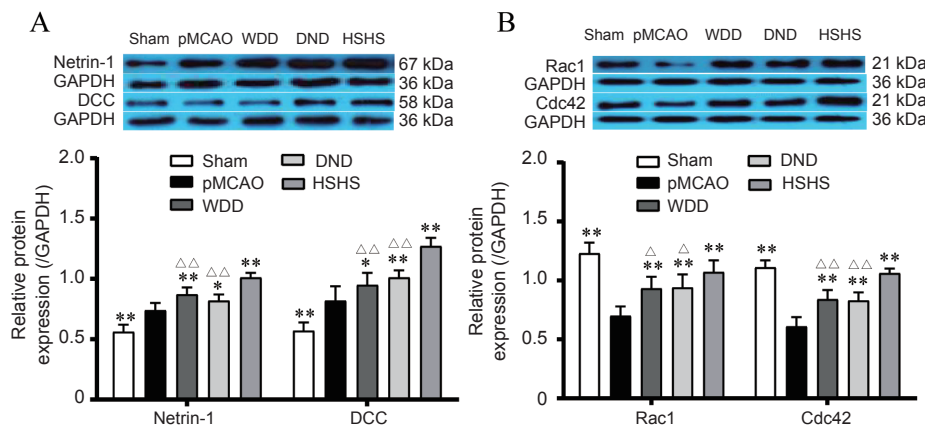 A
Sham pMCAO WDD DND HSHS
Netrin-1 67 kDa
GAPDH 36 kDa
DCC 58 kDa
GAPDH 36 kDa
2.0
1.5
1.0
0.5
0
Relative protein
expression (/GAPDH)
Sham
pMCAO
WDD
DND
HSHS
**
△△
**
△△
*
**
**
△△
*
△△
**
**
Netrin-1 DCC
B
Sham pMCAO WDD DND HSHS
Rac1 21 kDa
GAPDH 36 kDa
Cdc42 21 kDa
GAPDH 36 kDa
2.0
1.5
1.0
0.5
0
Relative protein
expression (/GAPDH)
Sham
pMCAO
WDD
DND
HSHS
**
△
**
△
**
**
**
△△
**
△△
**
**
Rac1 Cdc42